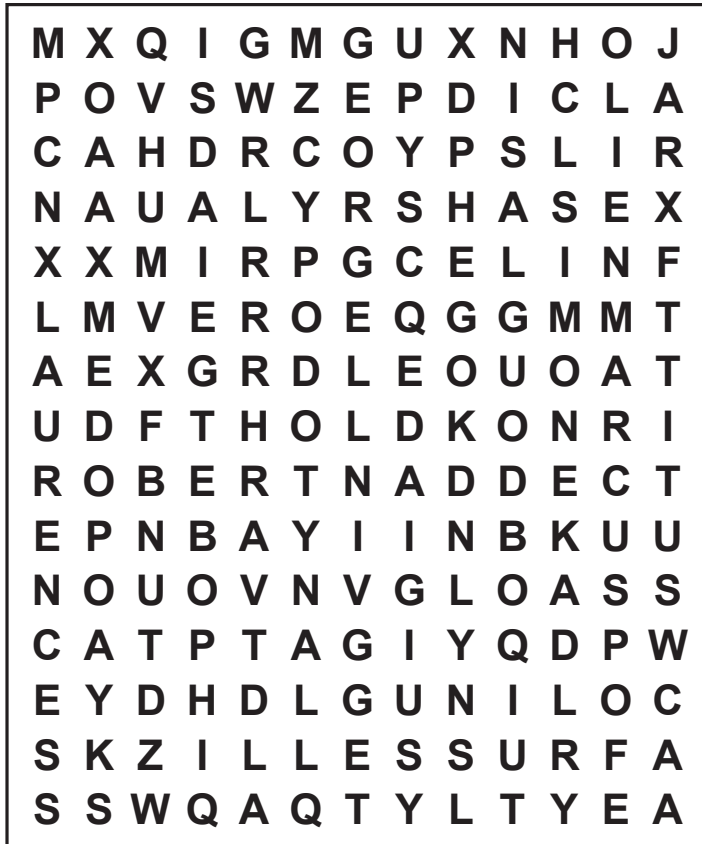 M X Q I G M G U X N H O J
P O V S W Z E P D I C L A
C A H D R C O Y P S L I R
N A U A L Y R S H A S E X
X X M I R P G C E L I N F
L M V E R O E Q G G M M T
A E X G R D L E O U O A T
U D F T H O L D K O N R I
R O B E R T N A D D E C T
E P N B A Y I I N B K U U
N O U O V N V G L O A S S
C A T P T A G I Y Q D P W
E Y D H D L G U N I L O C
S K Z I L L E S S U R F A
S S W Q A Q T Y L T Y E A